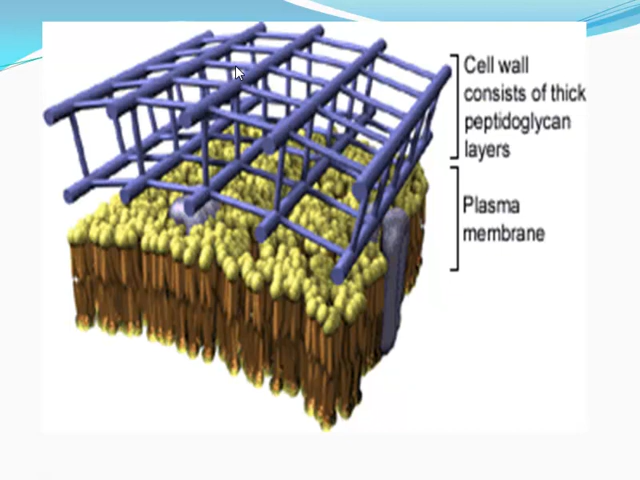 Cell wall
consists of thick
peptidoglycan
layers
Plasma
membrane